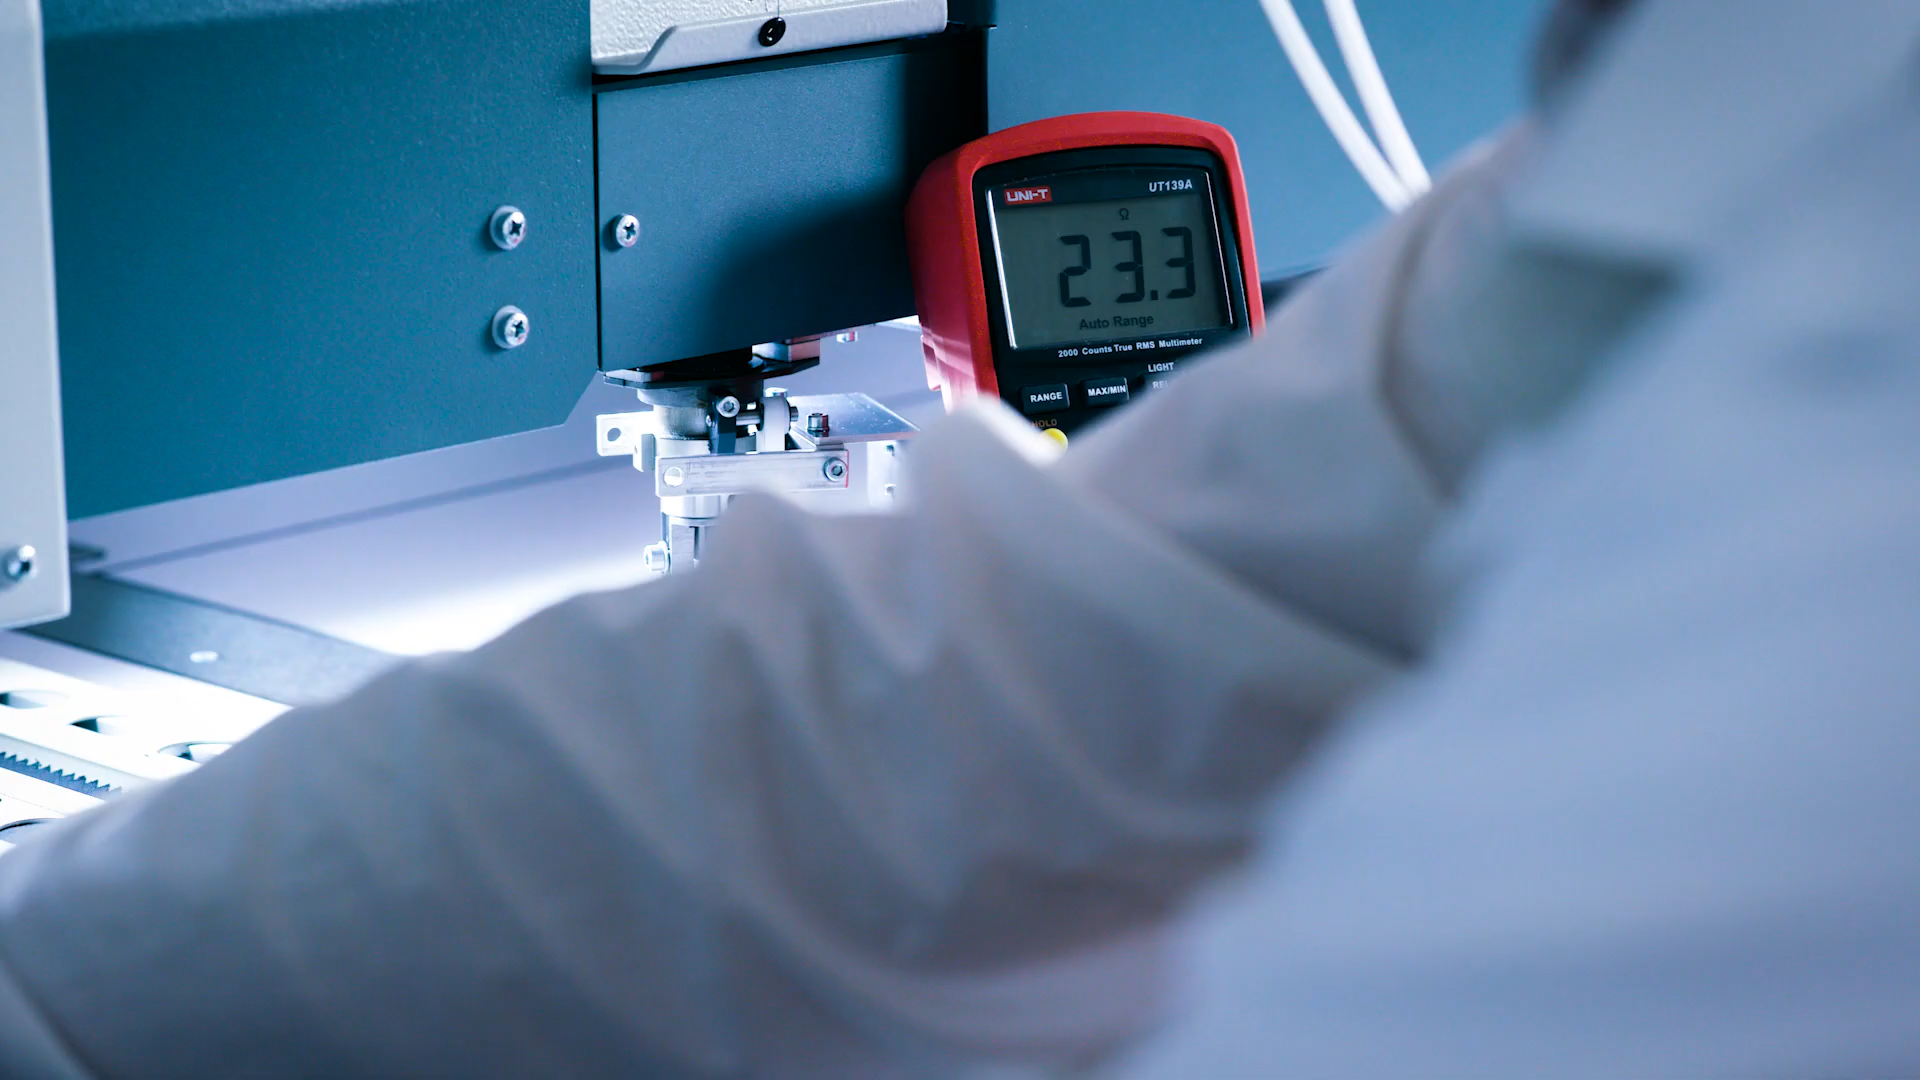 UNI-T UT139A
Ω
23.3
Auto Range
2000 Counts True RMS Multimeter
LIGHT
RANGE MAX/MIN